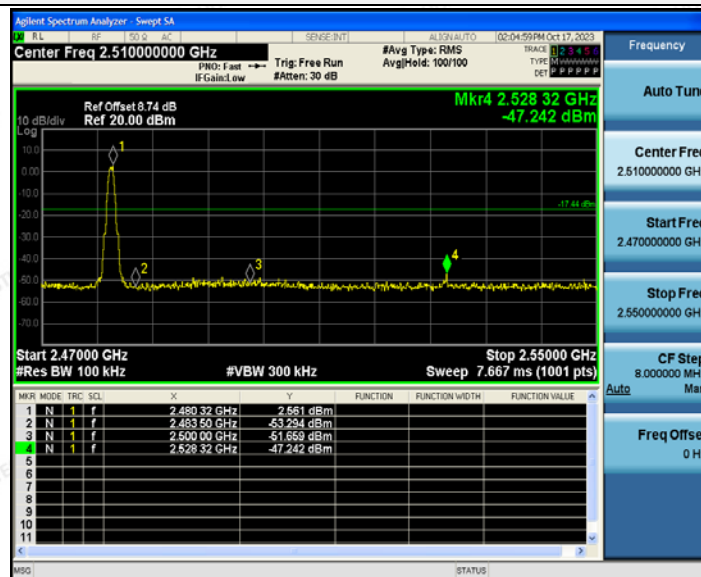 Agilent Spectrum Analyzer - Swept SA
RL RF 50 Ω AC SENSE:INT ALIGN AUTO 02:04:59 PM Oct 17, 2023
Center Freq 2.510000000 GHz
PNO: Fast
IFGain:Low
Trig: Free Run
#Atten: 30 dB
#Avg Type: RMS
Avg|Hold: 100/100
TRACE 1 2 3 4 5 6
TYPE M
DET P P P P P P
Frequency
Auto Tune
Center Freq
2.510000000 GH
Start Freq
2.470000000 GH
Stop Freq
2.550000000 GH
CF Step
8.000000 MH
Auto Man
Freq Offse
0 H
Ref Offset 8.74 dB
10 dB/div Ref 20.00 dBm
Log
Mkr4 2.528 32 GHz
-47.242 dBm
10.0
0.00
-10.0
-20.0
-30.0
-40.0
-50.0
-60.0
-70.0
-17.44 dBm
1
2
3
4
Start 2.47000 GHz Stop 2.55000 GHz
#Res BW 100 kHz #VBW 300 kHz Sweep 7.667 ms (1001 pts)
MKR MODE TRC SCL X Y FUNCTION FUNCTION WIDTH FUNCTION VALUE
1 N 1 f 2.480 32 GHz 2.561 dBm
2 N 1 f 2.483 50 GHz -53.294 dBm
3 N 1 f 2.500 00 GHz -51.659 dBm
4 N 1 f 2.528 32 GHz -47.242 dBm
5
6
7
8
9
10
11
MSG STATUS